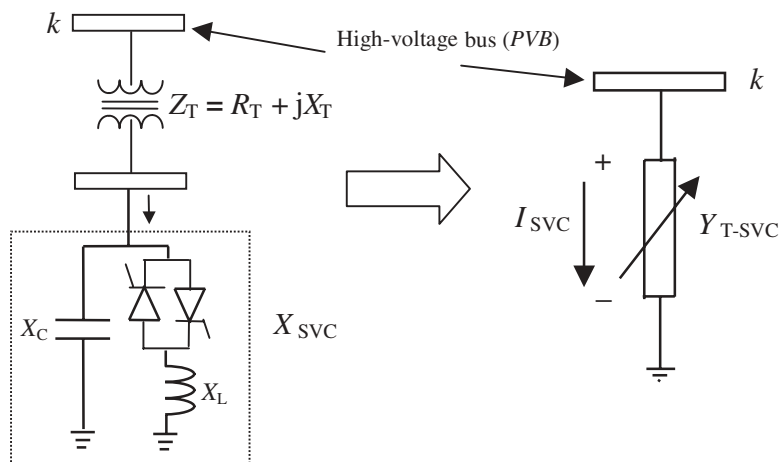 k
High-voltage bus (PVB)
k
Z_T = R_T + jX_T
+
I_SVC
Y_T-SVC
−
X_C
X_SVC
X_L